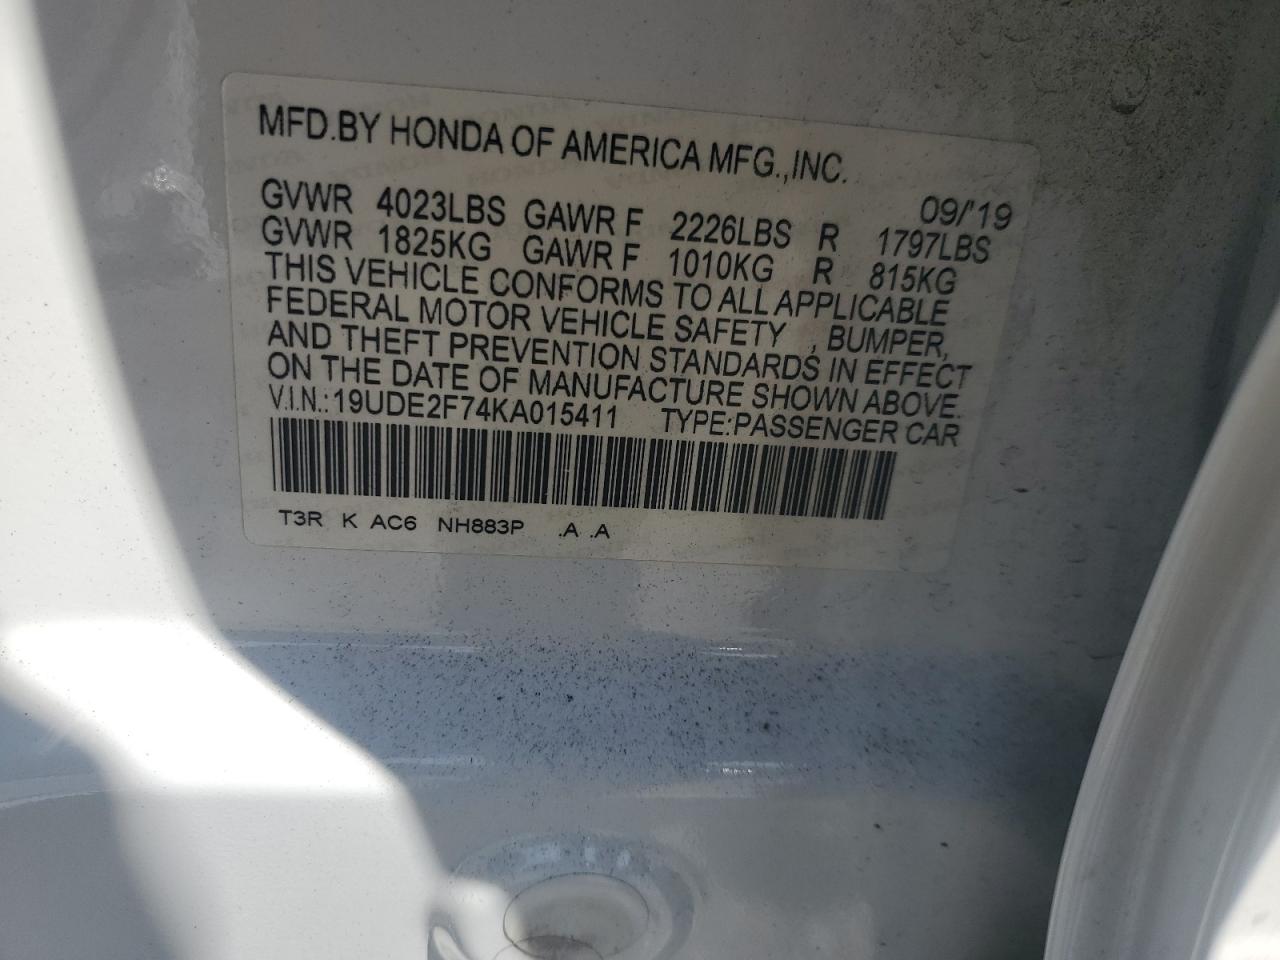 MFD.BY HONDA OF AMERICA MFG.,INC.
09/'19
GVWR 4023LBS GAWR F 2226LBS R 1797LBS
GVWR 1825KG GAWR F 1010KG R 815KG
THIS VEHICLE CONFORMS TO ALL APPLICABLE
FEDERAL MOTOR VEHICLE SAFETY , BUMPER,
AND THEFT PREVENTION STANDARDS IN EFFECT
ON THE DATE OF MANUFACTURE SHOWN ABOVE.
V.I.N.:19UDE2F74KA015411 TYPE:PASSENGER CAR
T3R K AC6 NH883P .A .A